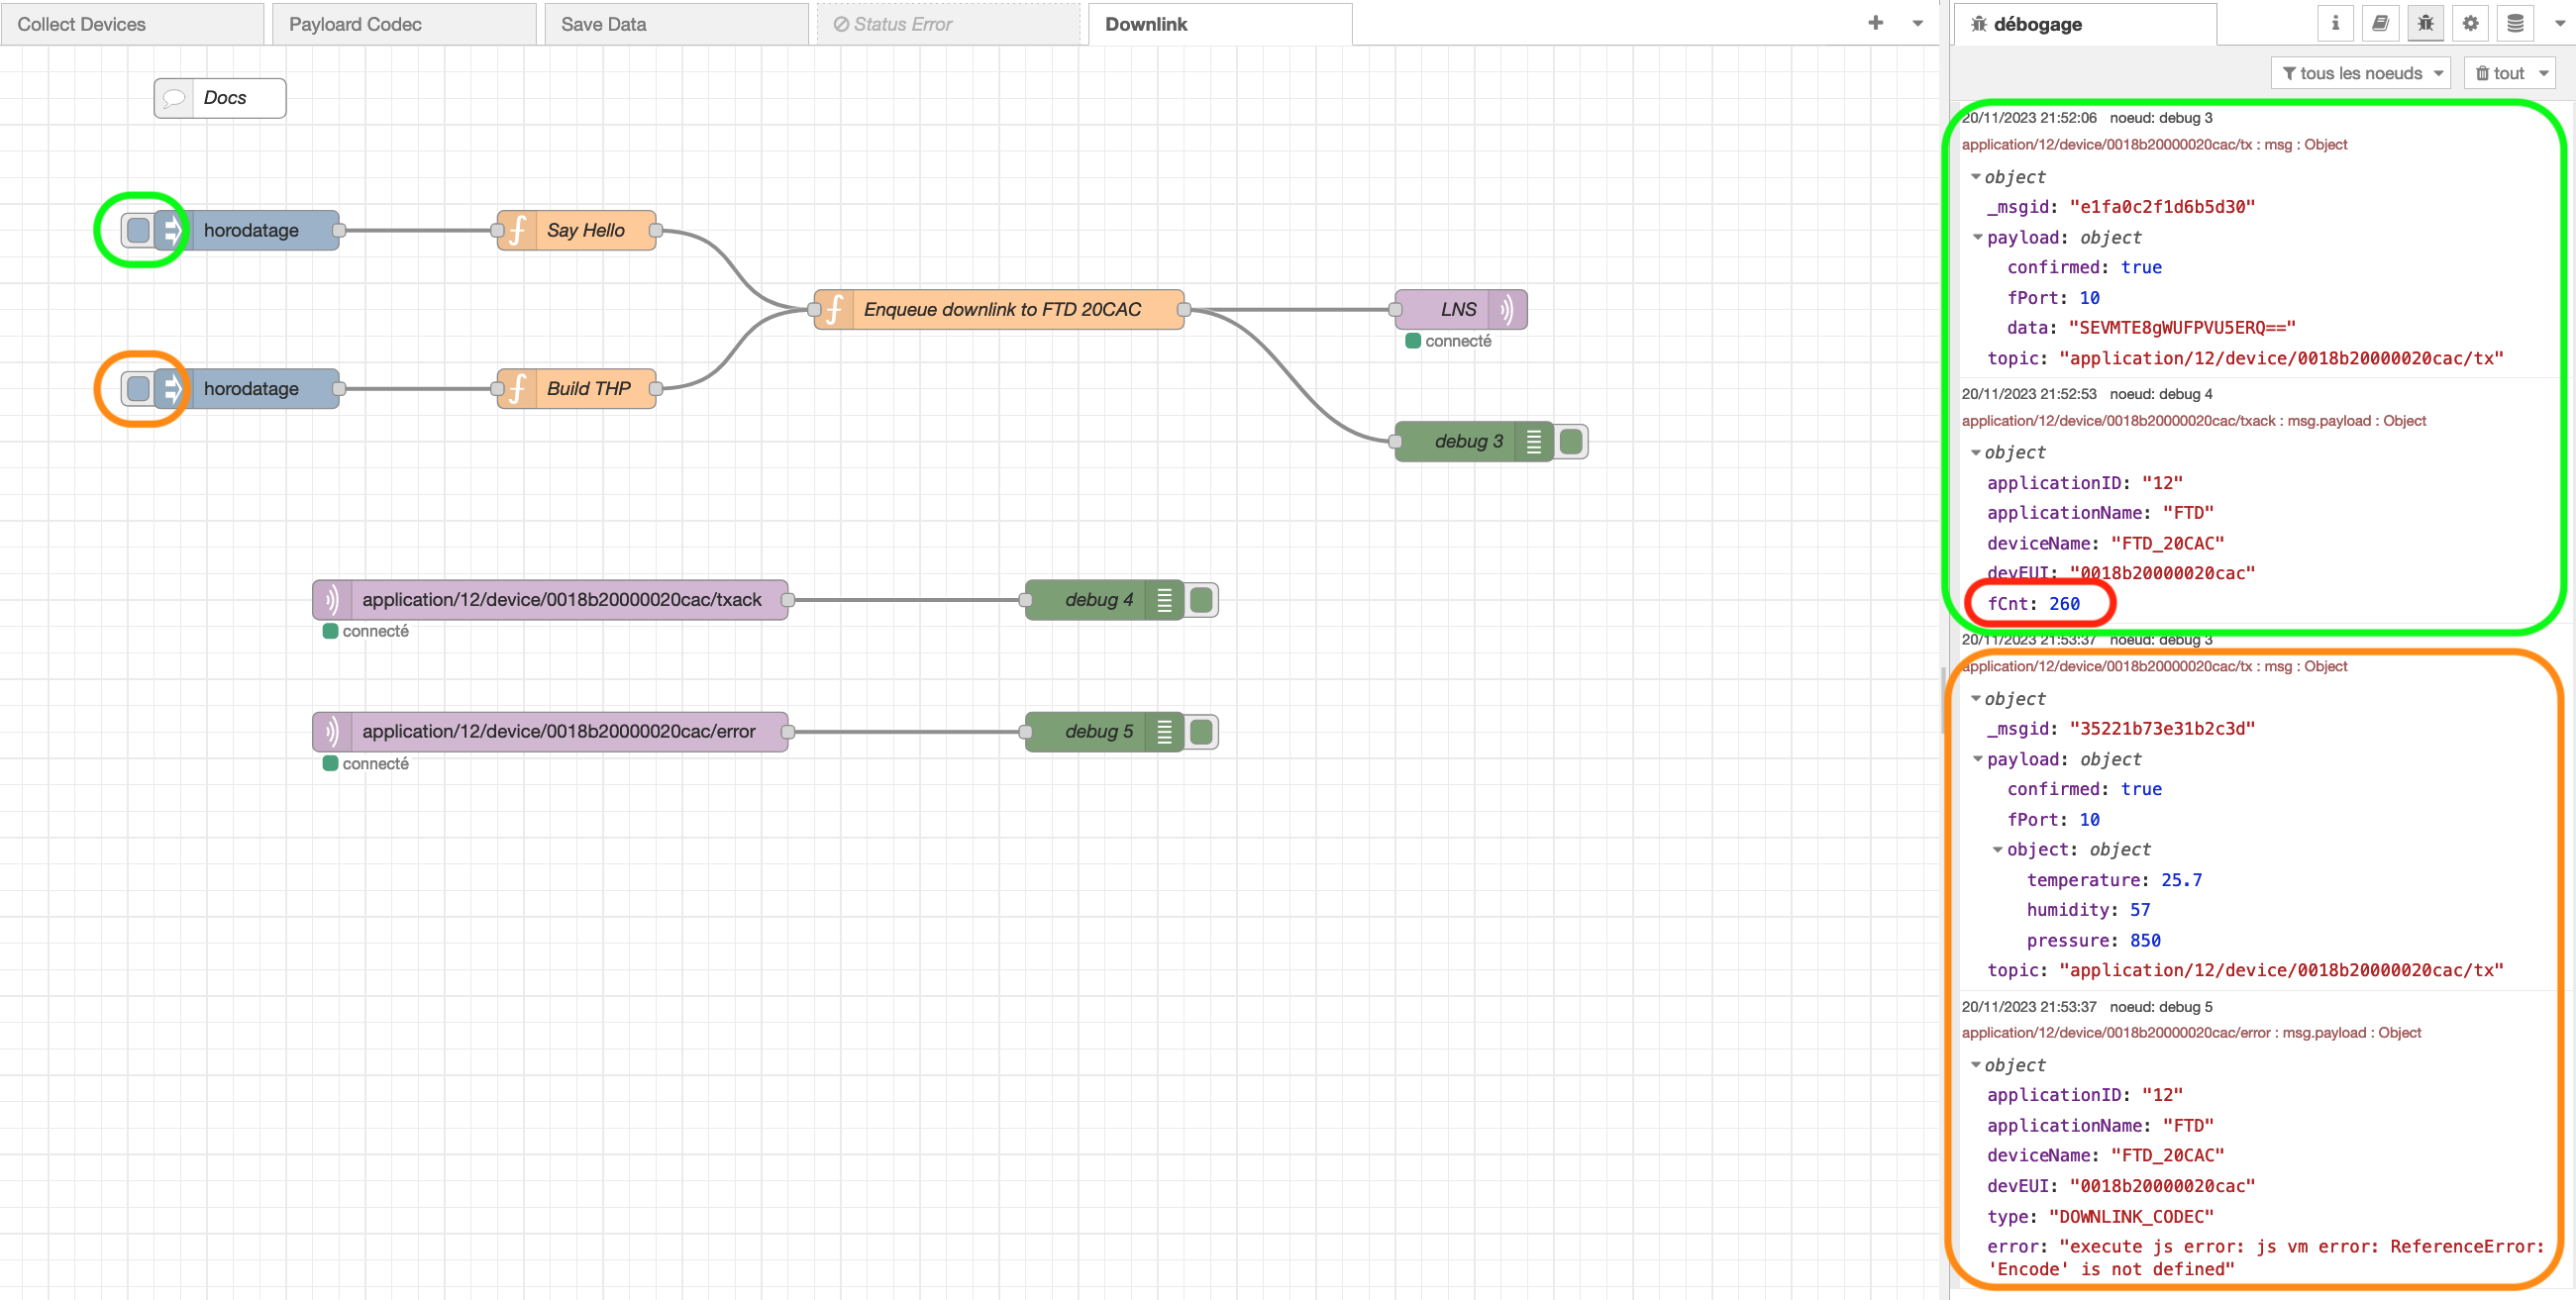 Collect Devices
Payloard Codec
Save Data
Status Error
Downlink
Docs
horodatage
Say Hello
Enqueue downlink to FTD 20CAC
LNS
connecté
horodatage
Build THP
debug 3
application/12/device/0018b20000020cac/txack
debug 4
connecté
application/12/device/0018b20000020cac/error
debug 5
connecté
débogage
tous les noeuds
tout
20/11/2023 21:52:06 noeud: debug 3
application/12/device/0018b20000020cac/tx : msg : Object
object
_msgid: "e1fa0c2f1d6b5d30"
payload: object
confirmed: true
fPort: 10
data: "SEVMTE8gWUFPVU5ERQ=="
topic: "application/12/device/0018b20000020cac/tx"
20/11/2023 21:52:53 noeud: debug 4
application/12/device/0018b20000020cac/txack : msg.payload : Object
object
applicationID: "12"
applicationName: "FTD"
deviceName: "FTD_20CAC"
devEUI: "0018b20000020cac"
fCnt: 260
20/11/2023 21:53:37 noeud: debug 3
application/12/device/0018b20000020cac/tx : msg : Object
object
_msgid: "35221b73e31b2c3d"
payload: object
confirmed: true
fPort: 10
object: object
temperature: 25.7
humidity: 57
pressure: 850
topic: "application/12/device/0018b20000020cac/tx"
20/11/2023 21:53:37 noeud: debug 5
application/12/device/0018b20000020cac/error : msg.payload : Object
object
applicationID: "12"
applicationName: "FTD"
deviceName: "FTD_20CAC"
devEUI: "0018b20000020cac"
type: "DOWNLINK_CODEC"
error: "execute js error: js vm error: ReferenceError:
'Encode' is not defined"